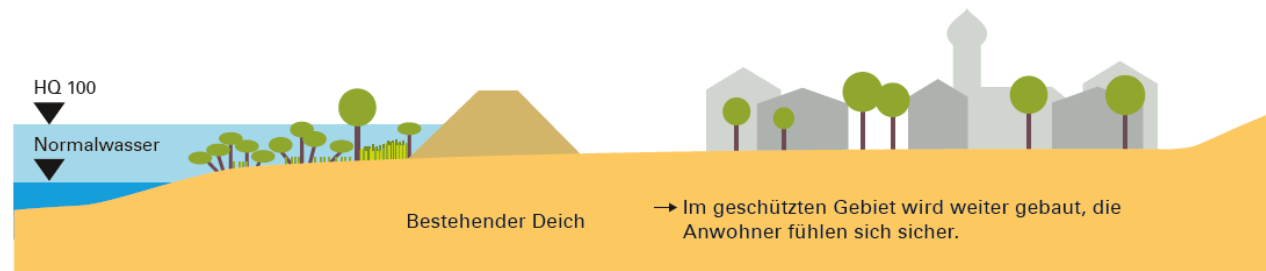 HQ 100
Normalwasser
Bestehender Deich
→ Im geschützten Gebiet wird weiter gebaut, die
Anwohner fühlen sich sicher.